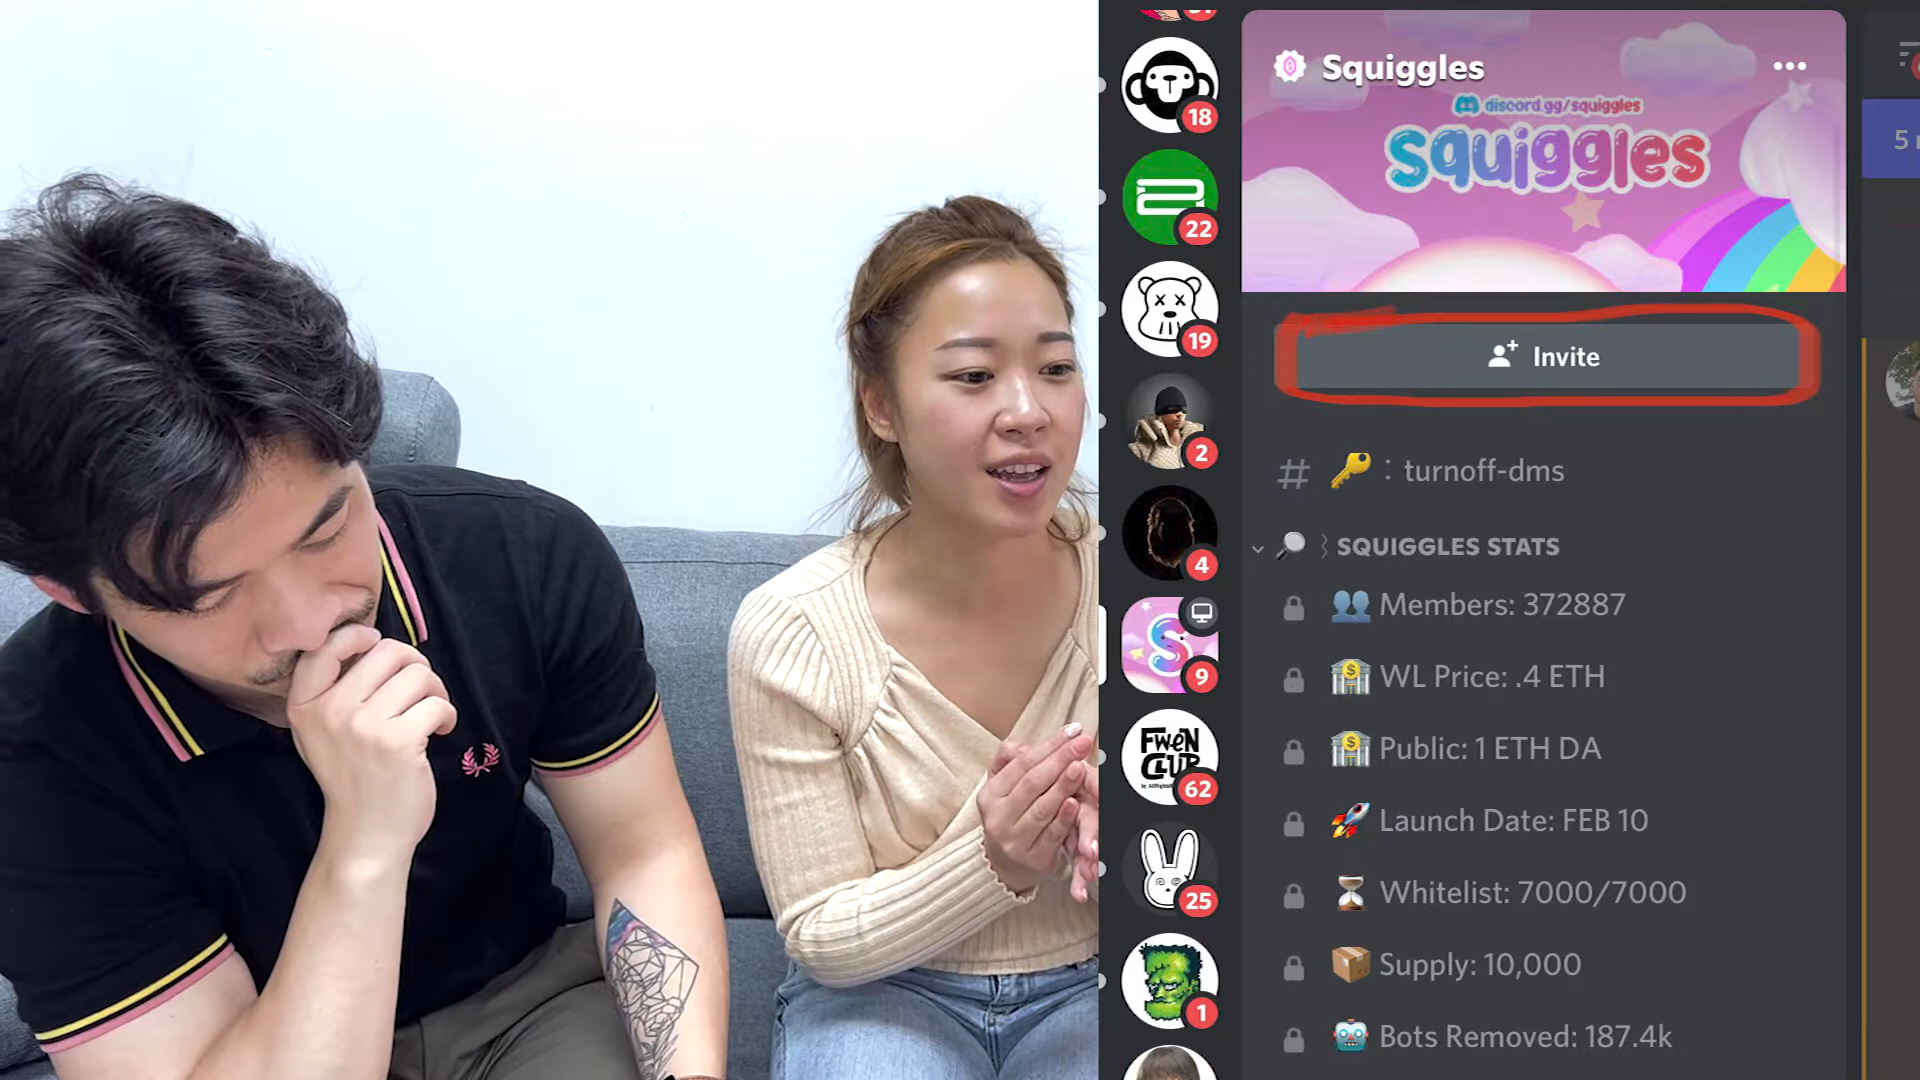 18
22
19
2
4
9
FWEN
CLUB
62
25
1
Squiggles
discord.gg/squiggles
squiggles
Invite
# : turnoff-dms
SQUIGGLES STATS
Members: 372887
WL Price: .4 ETH
Public: 1 ETH DA
Launch Date: FEB 10
Whitelist: 7000/7000
Supply: 10,000
Bots Removed: 187.4k
5